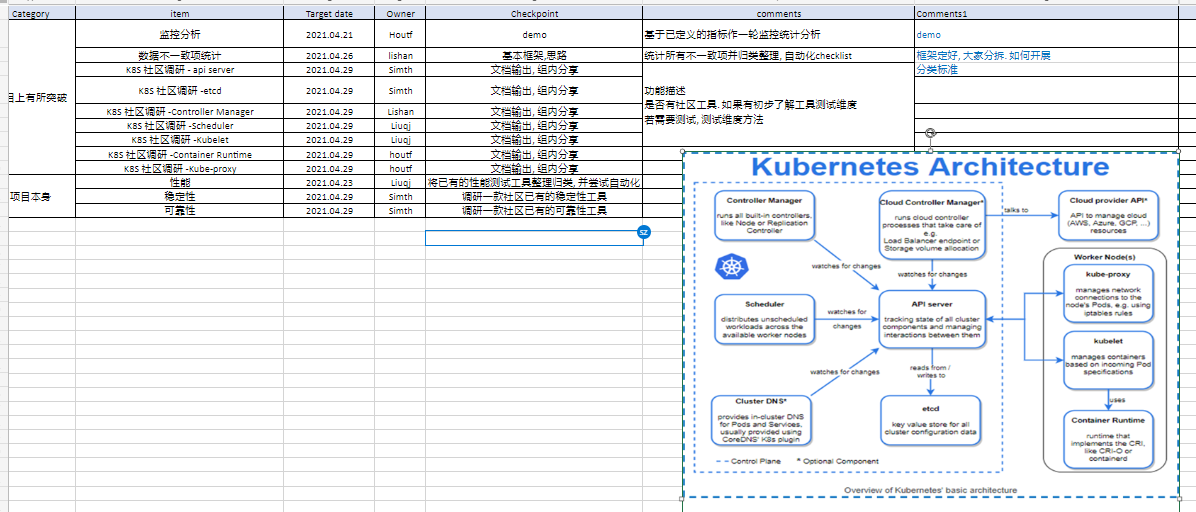 Category item Target date Owner Checkpoint comments Comments1
监控分析 2021.04.21 Houtf demo 基于已定义的指标作一轮监控统计分析 demo
数据不一致项统计 2021.04.26 lishan 基本框架,思路 统计所有不一致项并归类整理, 自动化checklist 框架定好, 大家分拆. 如何开展
K8S 社区调研 - api server 2021.04.29 Simth 文档输出, 组内分享 分类标准
目上有所突破
K8S 社区调研 -etcd 2021.04.29 Simth 文档输出, 组内分享
功能描述
是否有社区工具. 如果有初步了解工具测试维度
若需要测试, 测试维度方法
K8S 社区调研 -Controller Manager 2021.04.29 Lishan 文档输出, 组内分享
K8S 社区调研 -Scheduler 2021.04.29 Liuqj 文档输出, 组内分享
K8S 社区调研 -Kubelet 2021.04.29 Liuqj 文档输出, 组内分享
K8S 社区调研 -Container Runtime 2021.04.29 houtf 文档输出, 组内分享
K8S 社区调研 -Kube-proxy 2021.04.29 houtf 文档输出, 组内分享
项目本身
性能 2021.04.23 Liuqj 将已有的性能测试工具整理归类, 并尝试自动化
稳定性 2021.04.29 Simth 调研一款社区已有的稳定性工具
可靠性 2021.04.29 Simth 调研一款社区已有的可靠性工具
SZ
Kubernetes Architecture
Controller Manager
runs all built-in controllers,
like Node or Replication
Controller
Cloud Controller Manager*
runs cloud controller
processes that take care of
e.g.
Load Balancer endpoint or
Storage volume allocation
talks to
Cloud provider API*
API to manage cloud
(AWS, Azure, GCP, ...)
resources
watches for changes
watches for changes
Worker Node(s)
kube-proxy
manages network
connections to the
node's Pods, e.g. using
iptables rules
Scheduler
distributes unscheduled
workloads across the
available worker nodes
watches for
changes
API server
tracking state of all cluster
components and managing
interactions between them
kubelet
manages containers
based on incoming Pod
specifications
watches for changes
reads from /
writes to
uses
Cluster DNS*
provides in-cluster DNS
for Pods and Services,
usually provided using
CoreDNS' K8s plugin
etcd
key value store for all
cluster configuration data
Container Runtime
runtime that
implements the CRI,
like CRI-O or
containerd
-- Control Plane * Optional Component
Overview of Kubernetes' basic architecture